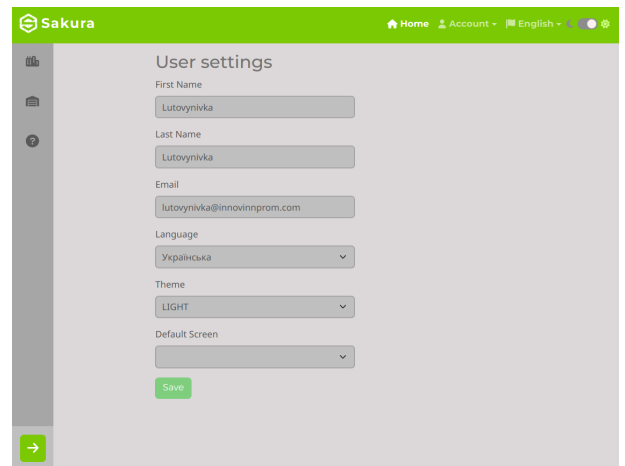 Sakura
Home Account English
User settings
First Name
Lutovynivka
Last Name
Lutovynivka
Email
lutovynivka@innovinnprom.com
Language
Українська
Theme
LIGHT
Default Screen
Save